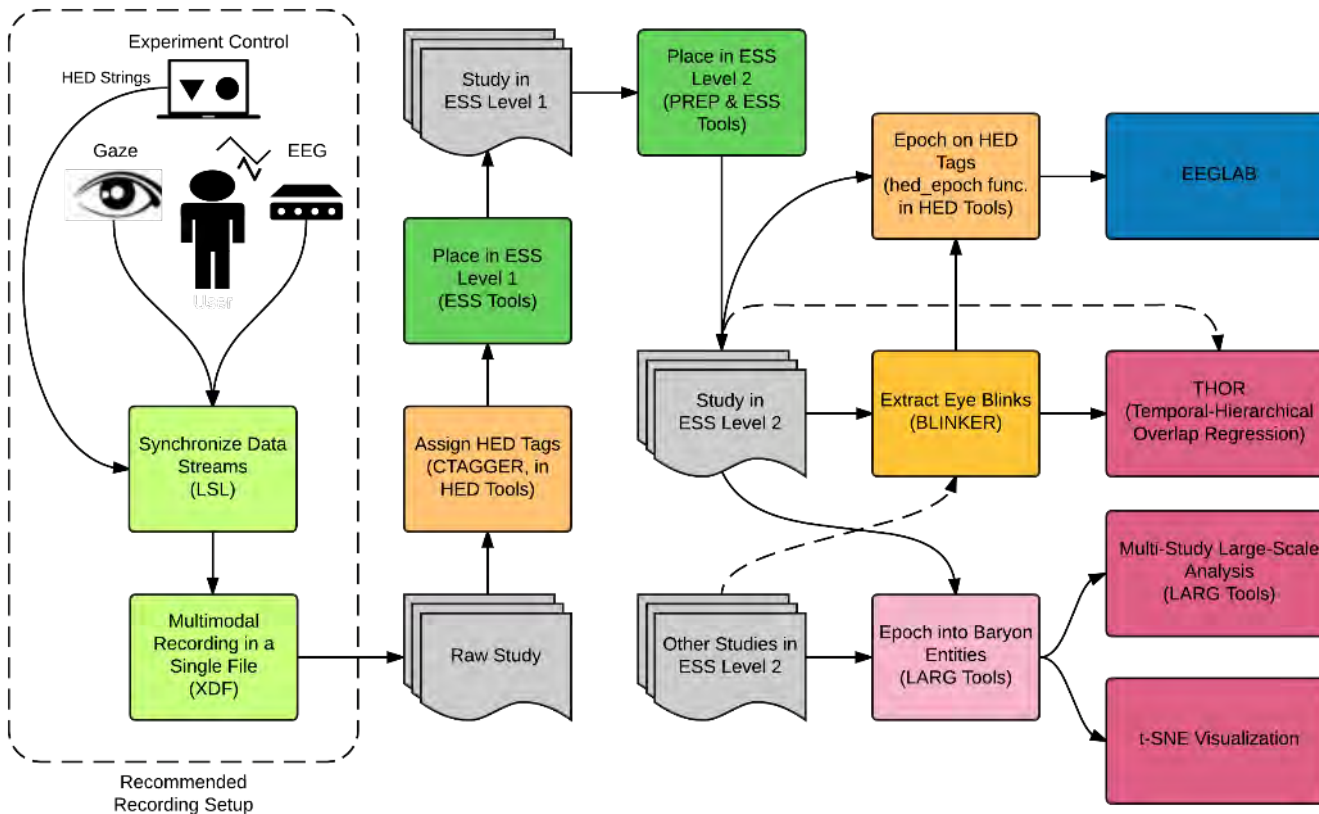 Experiment Control
HED Strings
Gaze
EEG
User
Synchronize Data
Streams
(LSL)
Multimodal
Recording in a
Single File
(XDF)
Recommended
Recording Setup
Study in
ESS Level 1
Place in ESS
Level 1
(ESS Tools)
Assign HED Tags
(CTAGGER, in
HED Tools)
Raw Study
Place in ESS
Level 2
(PREP & ESS
Tools)
Study in
ESS Level 2
Other Studies in
ESS Level 2
Epoch on HED
Tags
(hed_epoch func.
in HED Tools)
Extract Eye Blinks
(BLINKER)
Epoch into Baryon
Entities
(LARG Tools)
EEGLAB
THOR
(Temporal-Hierarchical
Overlap Regression)
Multi-Study Large-Scale
Analysis
(LARG Tools)
t-SNE Visualization